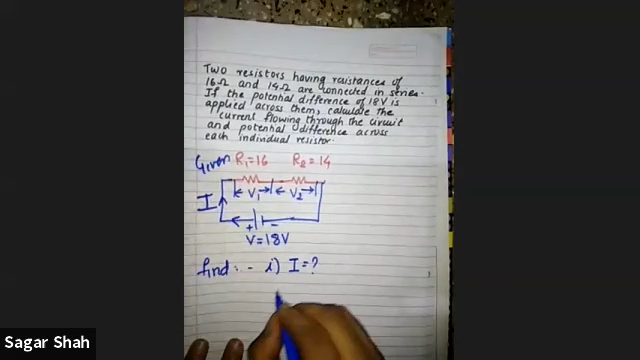 Two resistors having resistances of
16Ω and 14Ω are connected in series.
If the potential difference of 18V is
applied across them, calculate the
current flowing through the circuit
and potential difference across
each individual resistor.
Given R₁=16 R₂=14
V₁ V₂
I
+ -
V=18V
find:- i) I=?
Sagar Shah